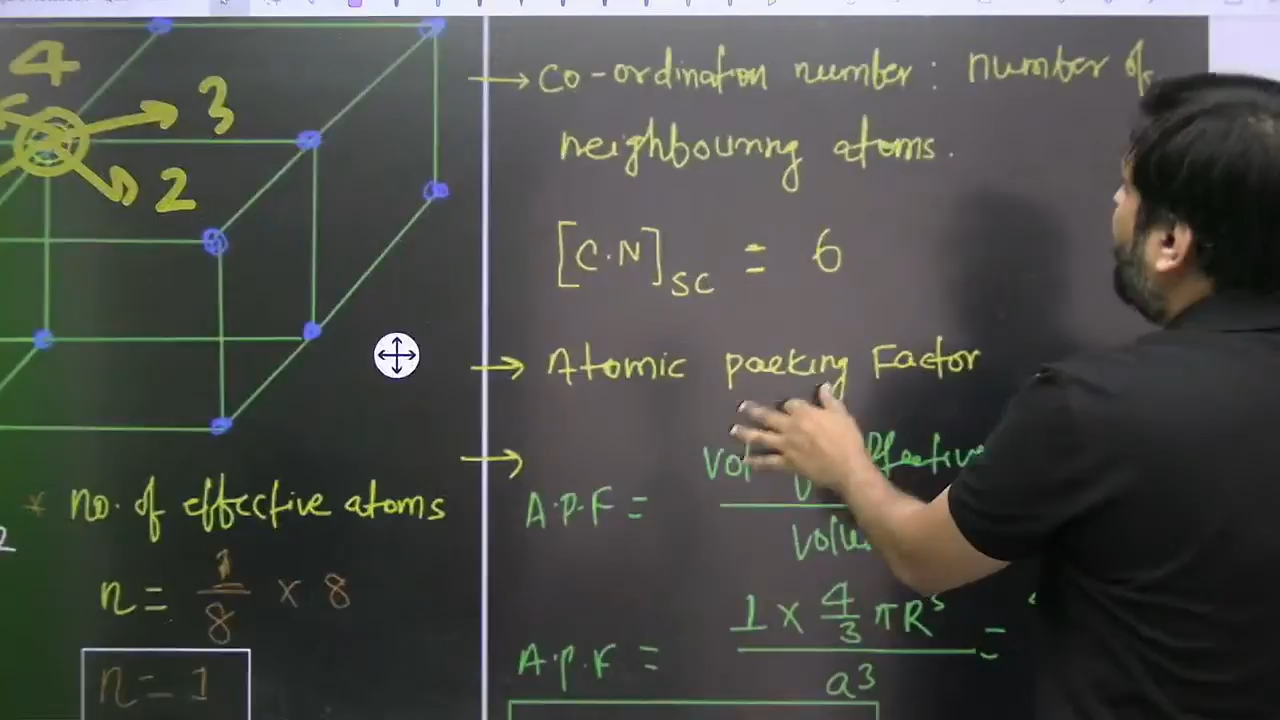 4
3
2
* no. of effective atoms
n = 1/8 × 8
n = 1
→ Co-ordination number : number of
neighbouring atoms.
[C.N]SC = 6
→ Atomic packing Factor
→
A.P.F =
A.P.F = 1 × 4/3 πR³ / a³ =